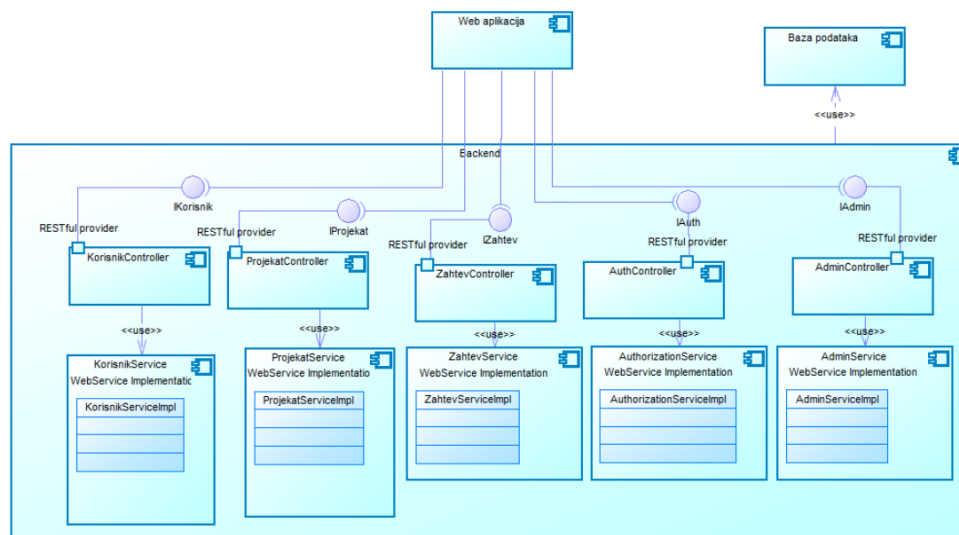 Web aplikacija
Baza podataka
<<use>>
Backend
IKorisnik
IProjekat
IZahtev
IAuth
IAdmin
RESTful provider
RESTful provider
RESTful provider
RESTful provider
RESTful provider
KorisnikController
ProjekatController
ZahtevController
AuthController
AdminController
<<use>>
<<use>>
<<use>>
<<use>>
<<use>>
KorisnikService
WebService Implementatic
KorisnikServiceImpl
ProjekatService
WebService Implementatio
ProjekatServiceImpl
ZahtevService
WebService Implementation
ZahtevServiceImpl
AuthorizationService
WebService Implementation
AuthorizationServiceImpl
AdminService
WebService Implementation
AdminServiceImpl